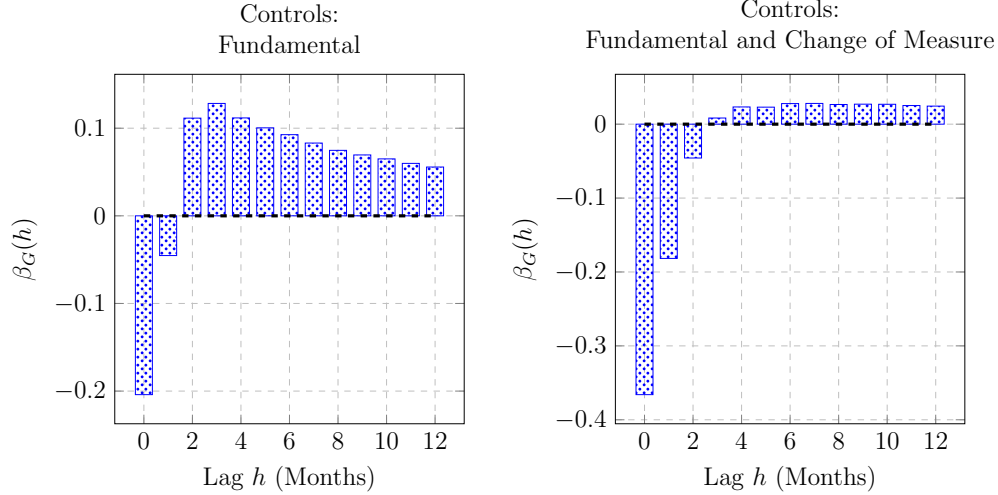 Controls:
Fundamental
0.1
0
−0.1
−0.2
β_G(h)
0 2 4 6 8 10 12
Lag h (Months)
Controls:
Fundamental and Change of Measure
0
−0.1
−0.2
−0.3
−0.4
β_G(h)
0 2 4 6 8 10 12
Lag h (Months)